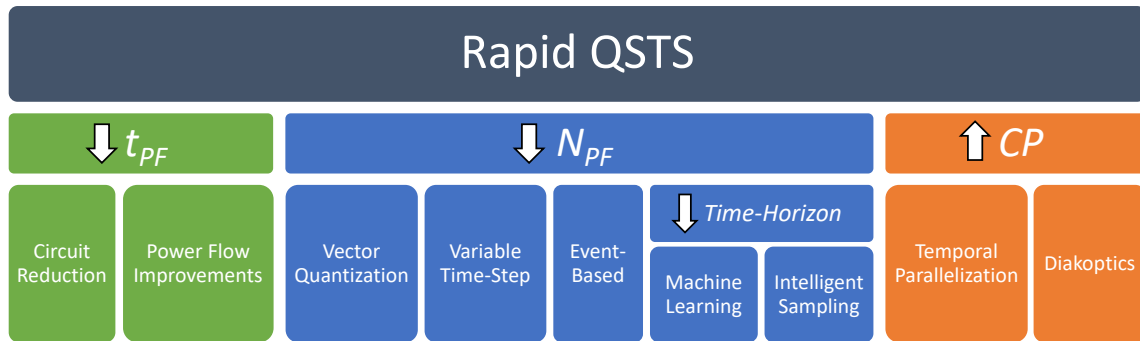 Rapid QSTS
t_PF
N_PF
CP
Circuit
Reduction
Power Flow
Improvements
Vector
Quantization
Variable
Time-Step
Event-
Based
Time-Horizon
Machine
Learning
Intelligent
Sampling
Temporal
Parallelization
Diakoptics